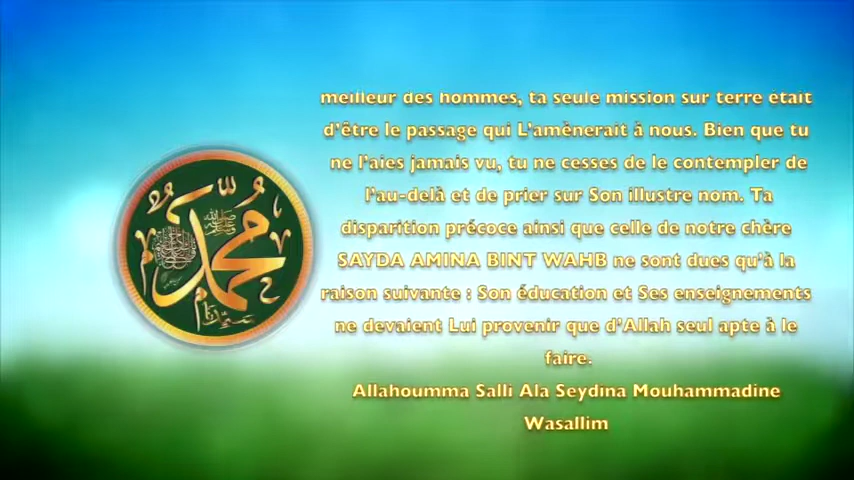 meilleur des hommes, ta seule mission sur terre était
d'être le passage qui L'amènerait à nous. Bien que tu
ne l'aies jamais vu, tu ne cesses de le contempler de
l'au-delà et de prier sur Son illustre nom. Ta
disparition précoce ainsi que celle de notre chère
SAYDA AMINA BINT WAHB ne sont dues qu'à la
raison suivante : Son éducation et Ses enseignements
ne devaient Lui provenir que d'Allah seul apte à le
faire.
Allahoumma Salli Ala Seydina Mouhammadine
Wasallim
محمد